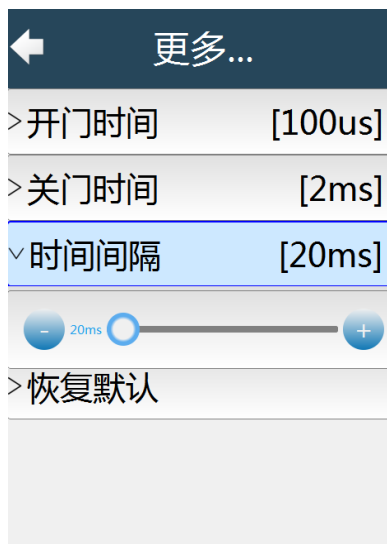 更多...
>开门时间 [100us]
>关门时间 [2ms]
时间间隔 [20ms]
- 20ms +
>恢复默认